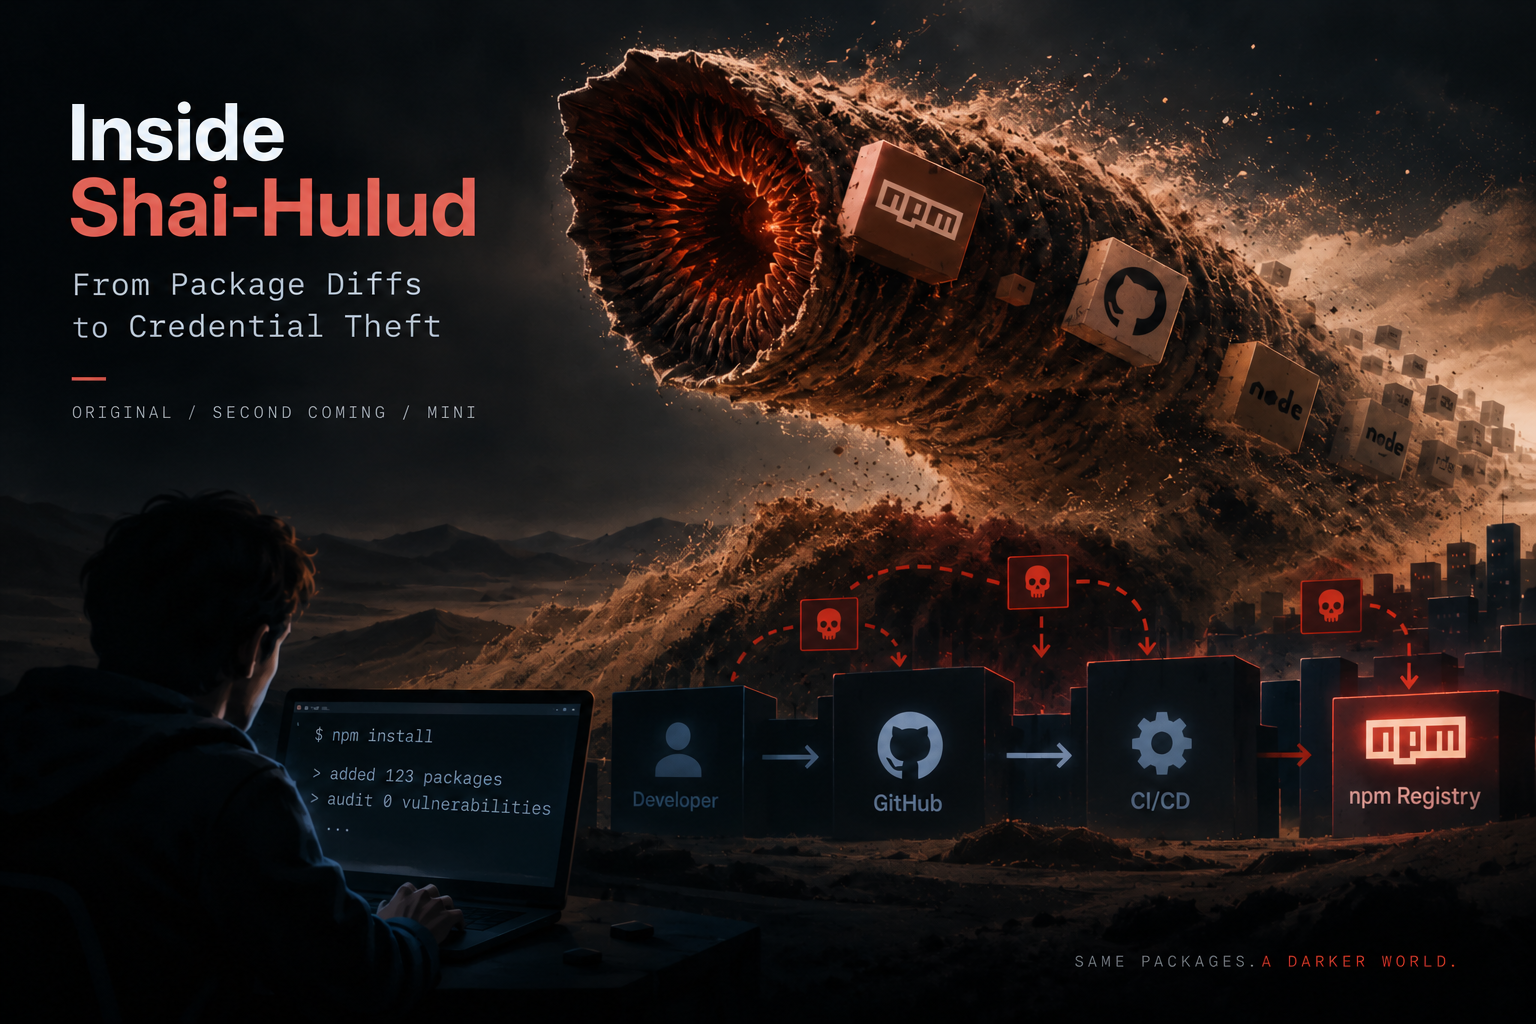 Inside
Shai-Hulud
From Package Diffs
to Credential Theft
ORIGINAL / SECOND COMING / MINI
npm
node
node
$ npm install
> added 123 packages
> audit 0 vulnerabilities
...
Developer
GitHub
CI/CD
npm
npm Registry
SAME PACKAGES. A DARKER WORLD.